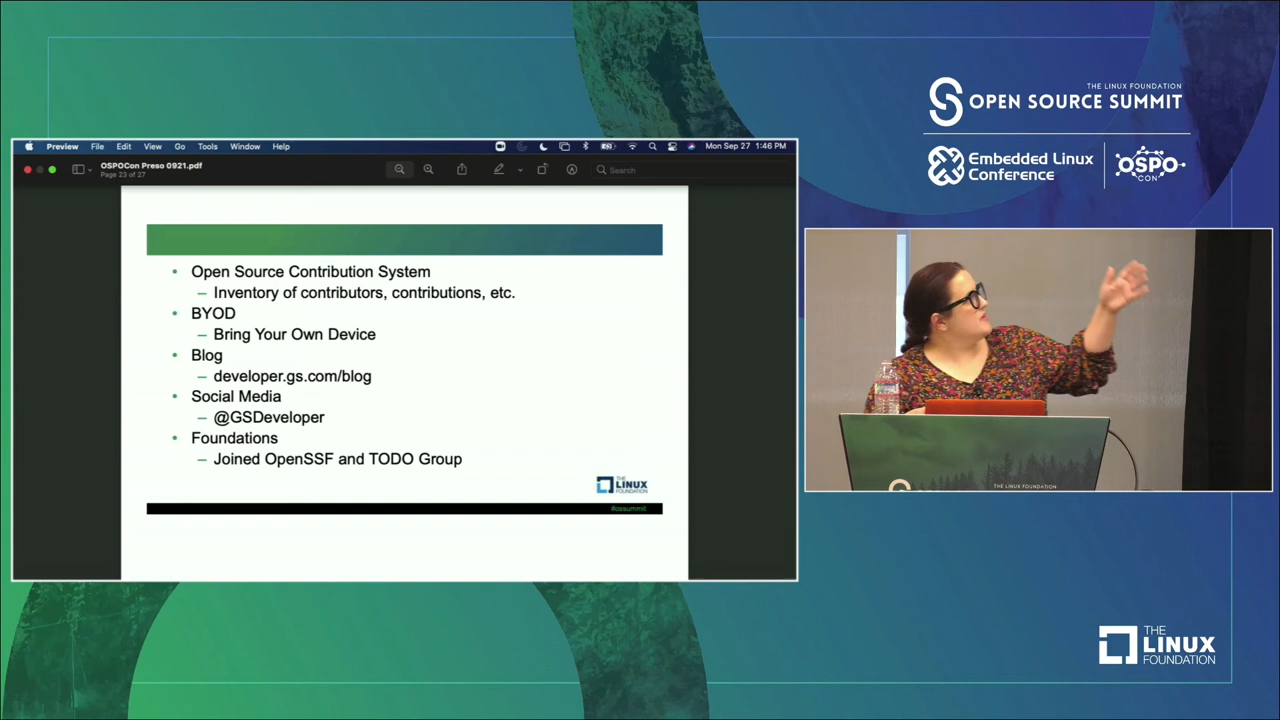 THE LINUX FOUNDATION
OPEN SOURCE SUMMIT
Embedded Linux
Conference
OSPO
CON
Preview File Edit View Go Tools Window Help
Mon Sep 27 1:46 PM
OSPOCon Preso 0921.pdf
Page 23 of 27
Search
• Open Source Contribution System
– Inventory of contributors, contributions, etc.
• BYOD
– Bring Your Own Device
• Blog
– developer.gs.com/blog
• Social Media
– @GSDeveloper
• Foundations
– Joined OpenSSF and TODO Group
THE
LINUX
FOUNDATION
#ossummit
THE LINUX FOUNDATION
THE
LINUX
FOUNDATION